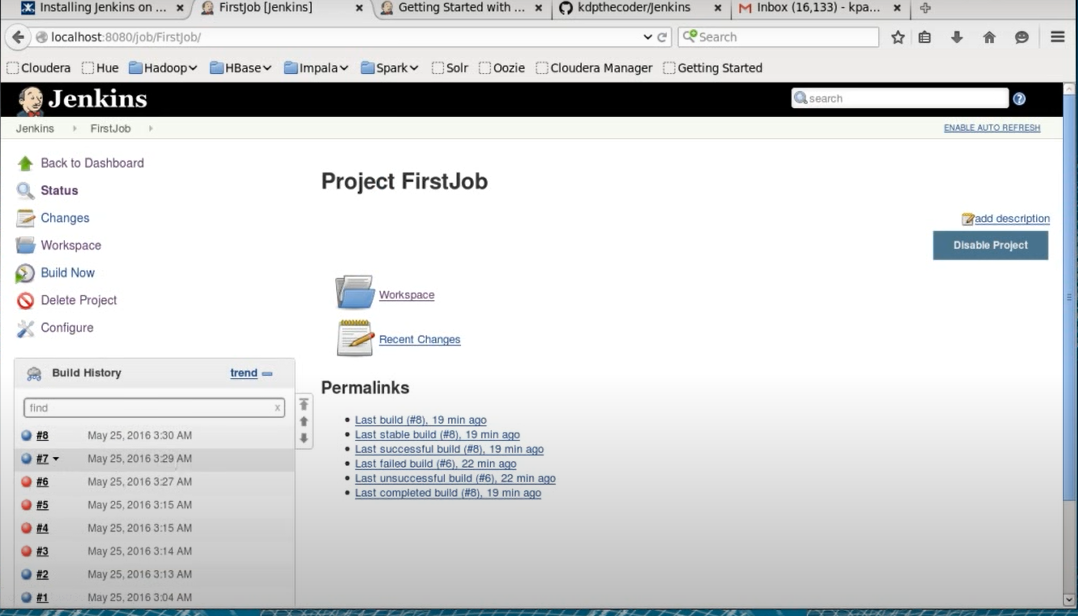 Installing Jenkins on ... × FirstJob [Jenkins] × Getting Started with ... × kdpthecoder/Jenkins × Inbox (16,133) - kpa... ×
localhost:8080/job/FirstJob/ Search
Cloudera Hue Hadoop HBase Impala Spark Solr Oozie Cloudera Manager Getting Started
Jenkins search ?
Jenkins FirstJob ENABLE AUTO REFRESH
Back to Dashboard
Status
Changes
Workspace
Build Now
Delete Project
Configure
Build History trend
find x
#8 May 25, 2016 3:30 AM
#7 May 25, 2016 3:29 AM
#6 May 25, 2016 3:27 AM
#5 May 25, 2016 3:15 AM
#4 May 25, 2016 3:15 AM
#3 May 25, 2016 3:14 AM
#2 May 25, 2016 3:13 AM
#1 May 25, 2016 3:04 AM
Project FirstJob
add description
Disable Project
Workspace
Recent Changes
Permalinks
Last build (#8), 19 min ago
Last stable build (#8), 19 min ago
Last successful build (#8), 19 min ago
Last failed build (#6), 22 min ago
Last unsuccessful build (#6), 22 min ago
Last completed build (#8), 19 min ago